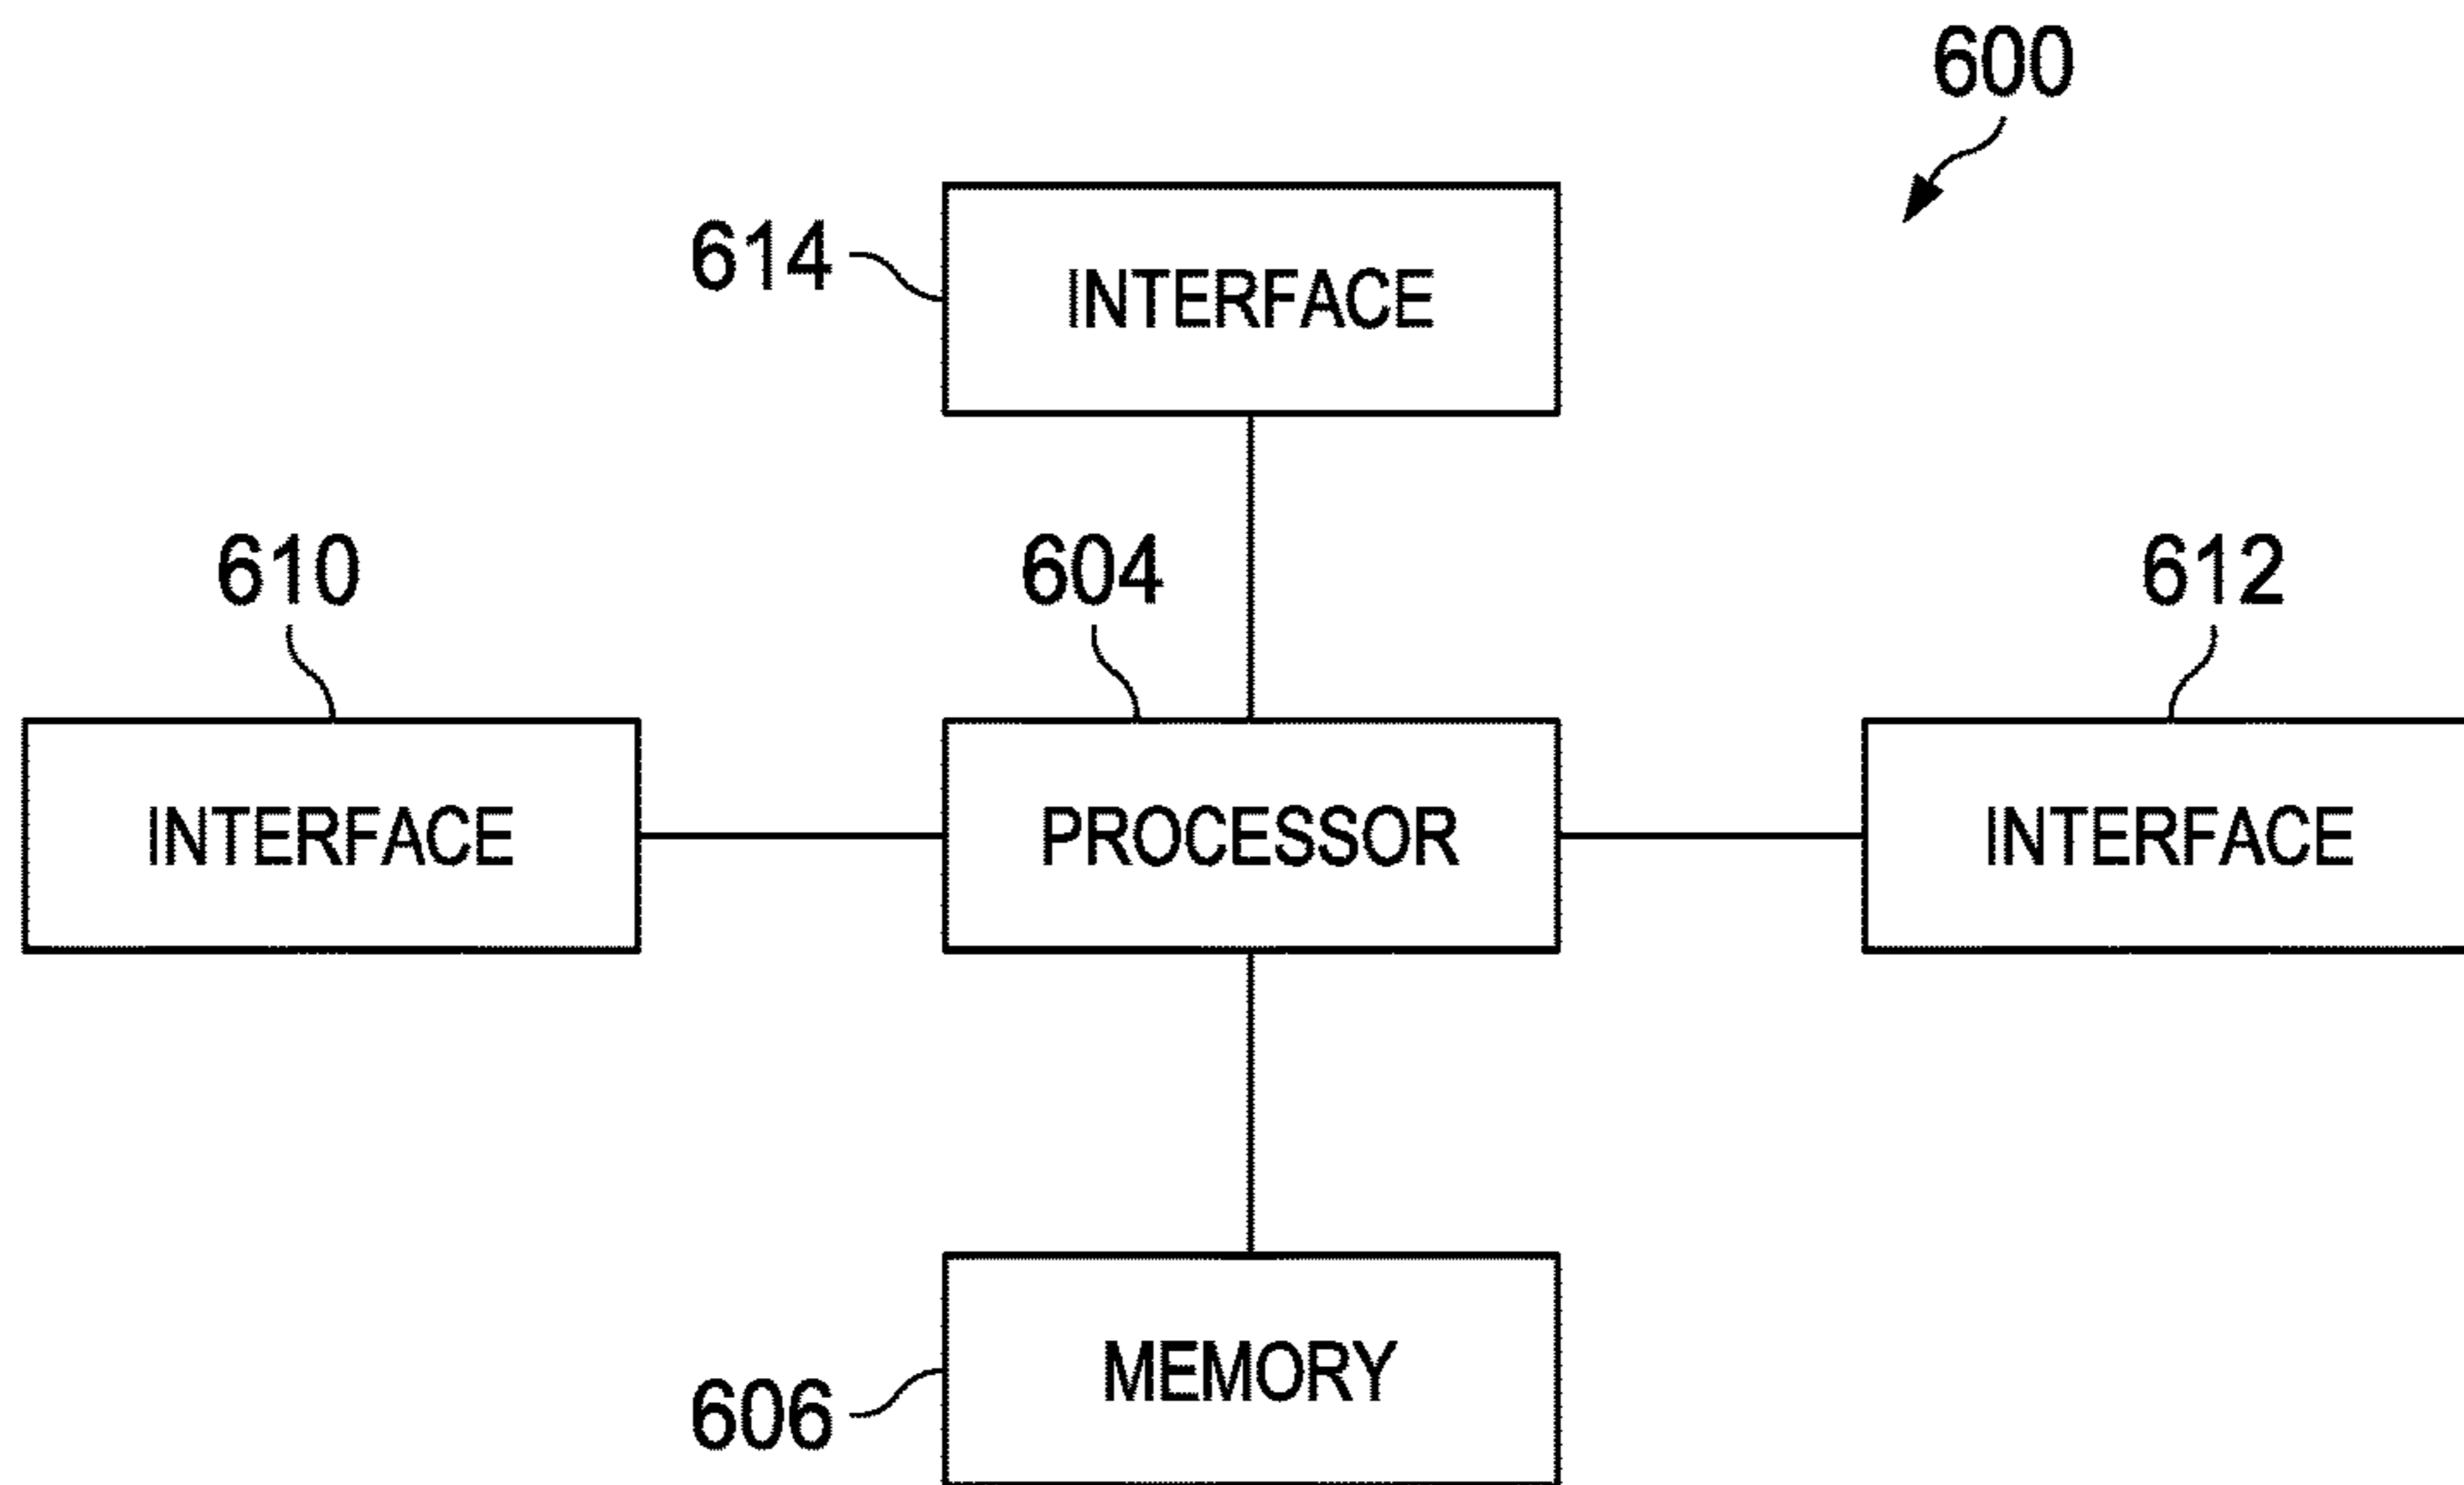 600
614
INTERFACE
610
604
612
INTERFACE
PROCESSOR
INTERFACE
MEMORY
606